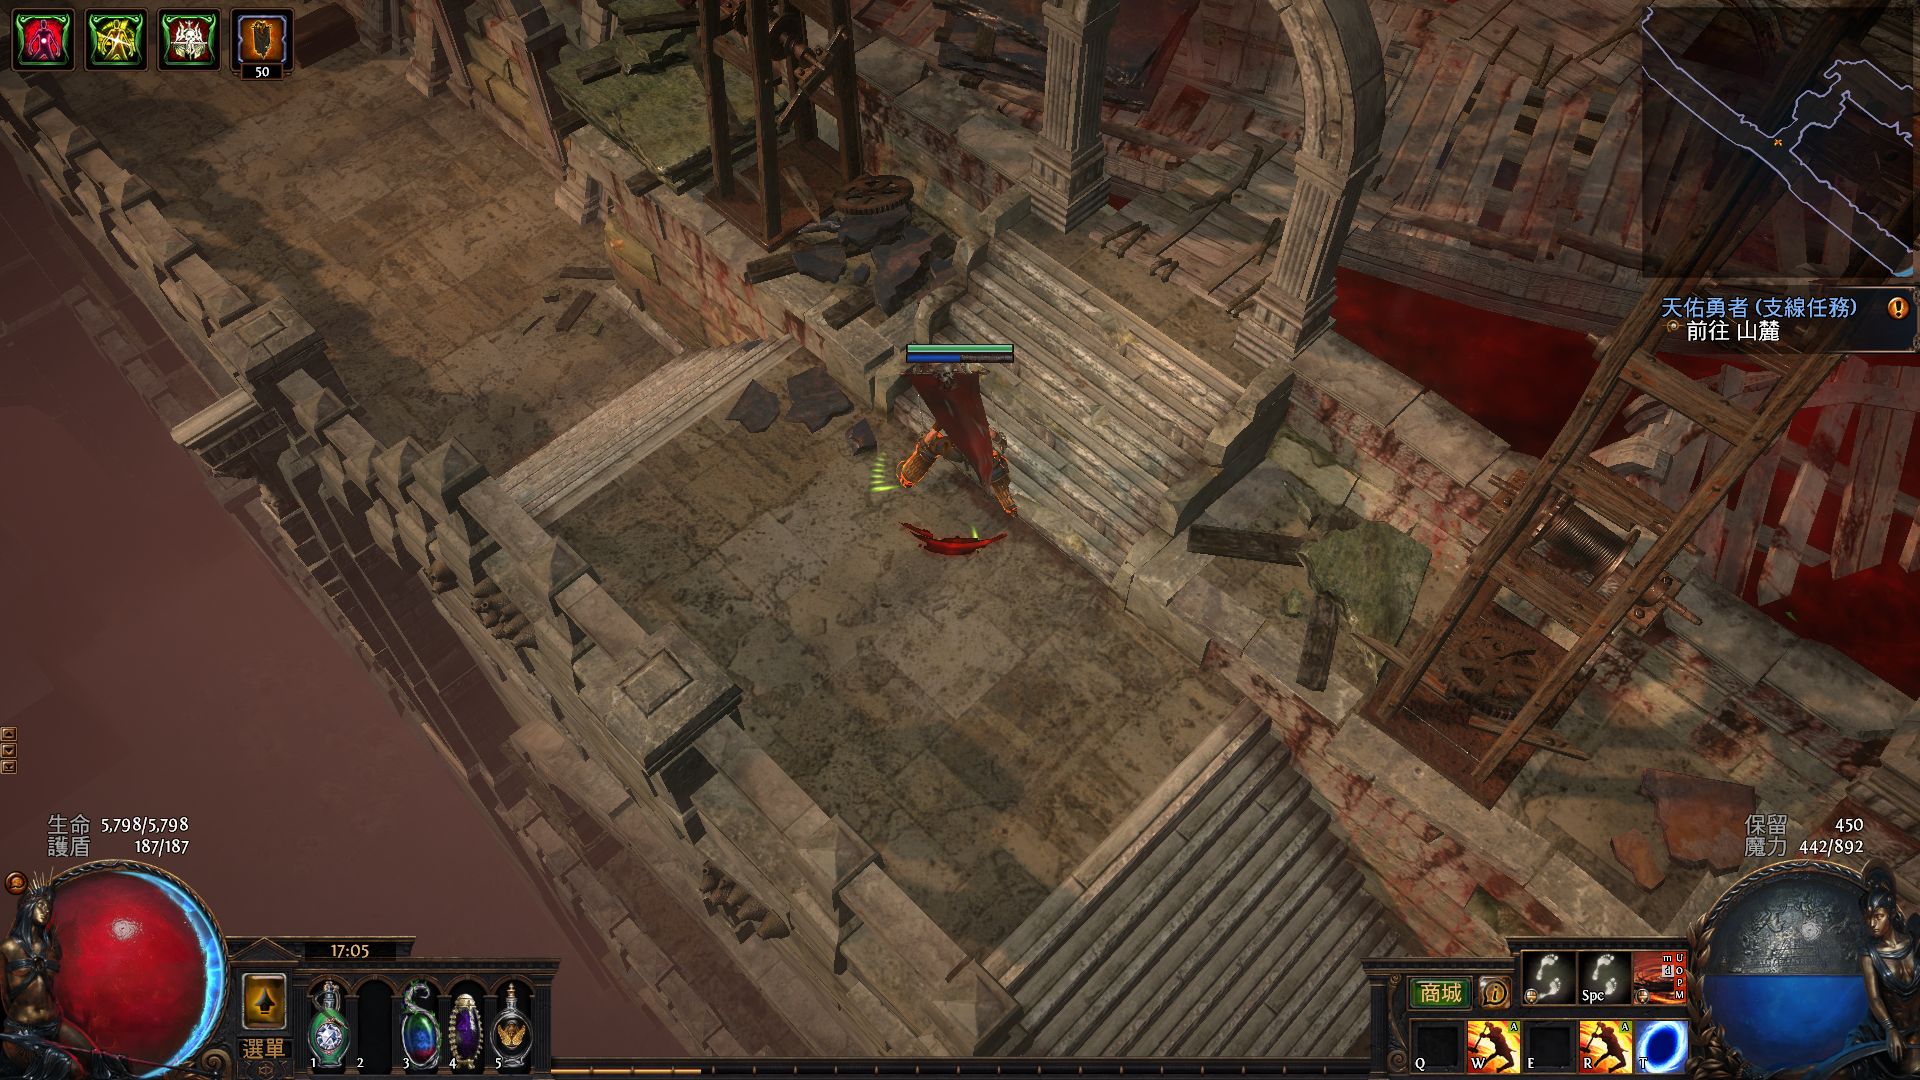 50
天佑勇者 (支線任務)
前往 山麓
生命 5,798/5,798
護盾 187/187
保留 450
魔力 442/892
17:05
選單
1 2 3 4 5
商城
Spc
m U
d O
P
M
A A
Q W E R T